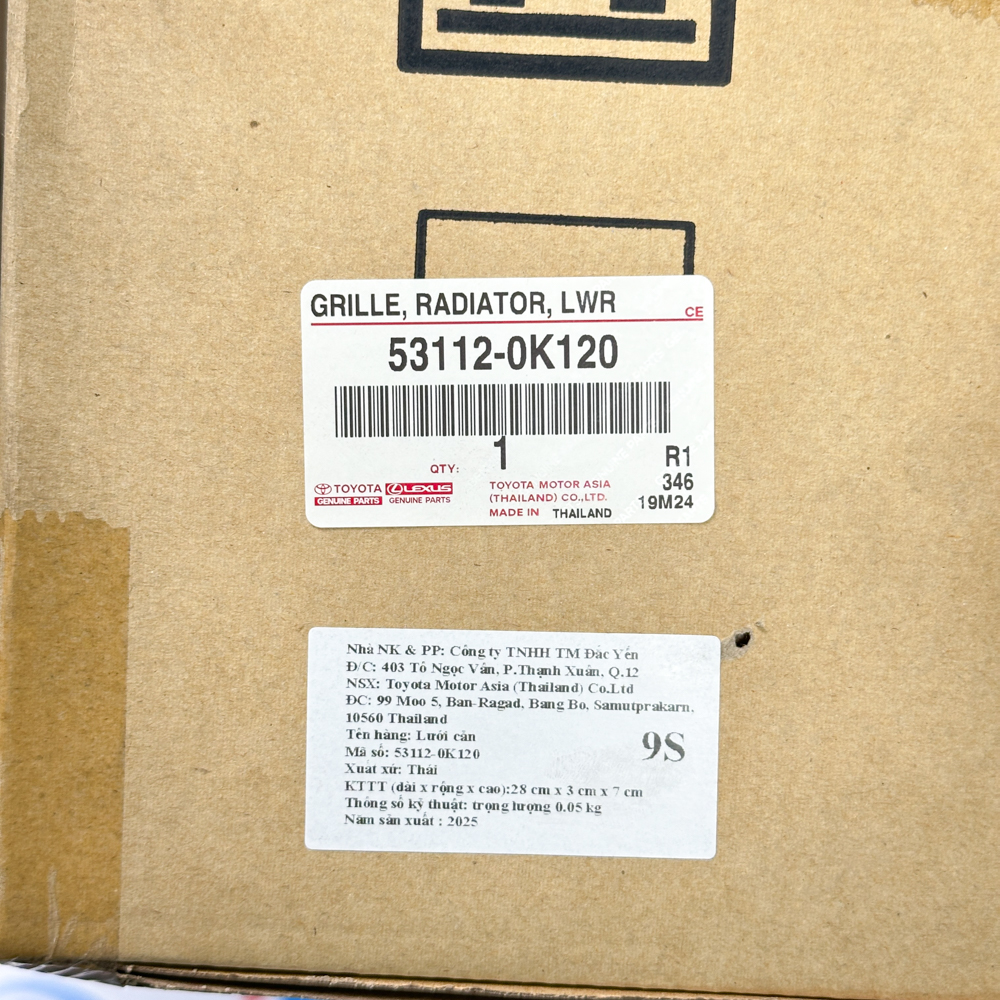 GRILLE, RADIATOR, LWR
CE
53112-0K120
QTY: 1
R1
346
19M24
TOYOTA
GENUINE PARTS
LEXUS
GENUINE PARTS
TOYOTA MOTOR ASIA
(THAILAND) CO.,LTD.
MADE IN THAILAND
Nhà NK & PP: Công ty TNHH TM Đắc Yến
Đ/C: 403 Tô Ngọc Vân, P.Thạnh Xuân, Q.12
NSX: Toyota Motor Asia (Thailand) Co.Ltd
ĐC: 99 Moo 5, Ban-Ragad, Bang Bo, Samutprakarn,
10560 Thailand
Tên hàng: Lưới cản
Mã số: 53112-0K120
Xuất xứ: Thái
KTTT (dài x rộng x cao):28 cm x 3 cm x 7 cm
Thông số kỹ thuật: trọng lượng 0.05 kg
Năm sản xuất : 2025
9S